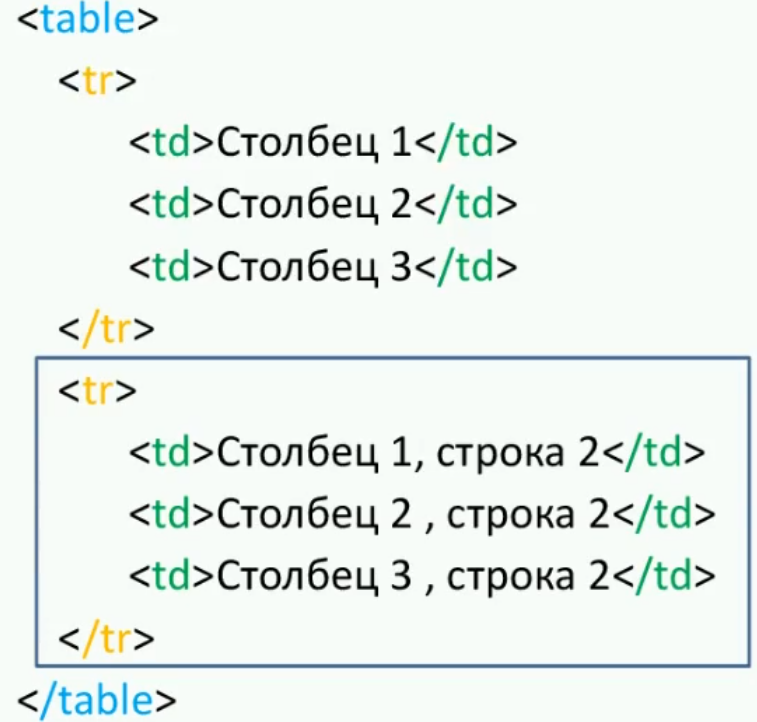 <table>
<tr>
<td>Столбец 1</td>
<td>Столбец 2</td>
<td>Столбец 3</td>
</tr>
<tr>
<td>Столбец 1, строка 2</td>
<td>Столбец 2 , строка 2</td>
<td>Столбец 3 , строка 2</td>
</tr>
</table>